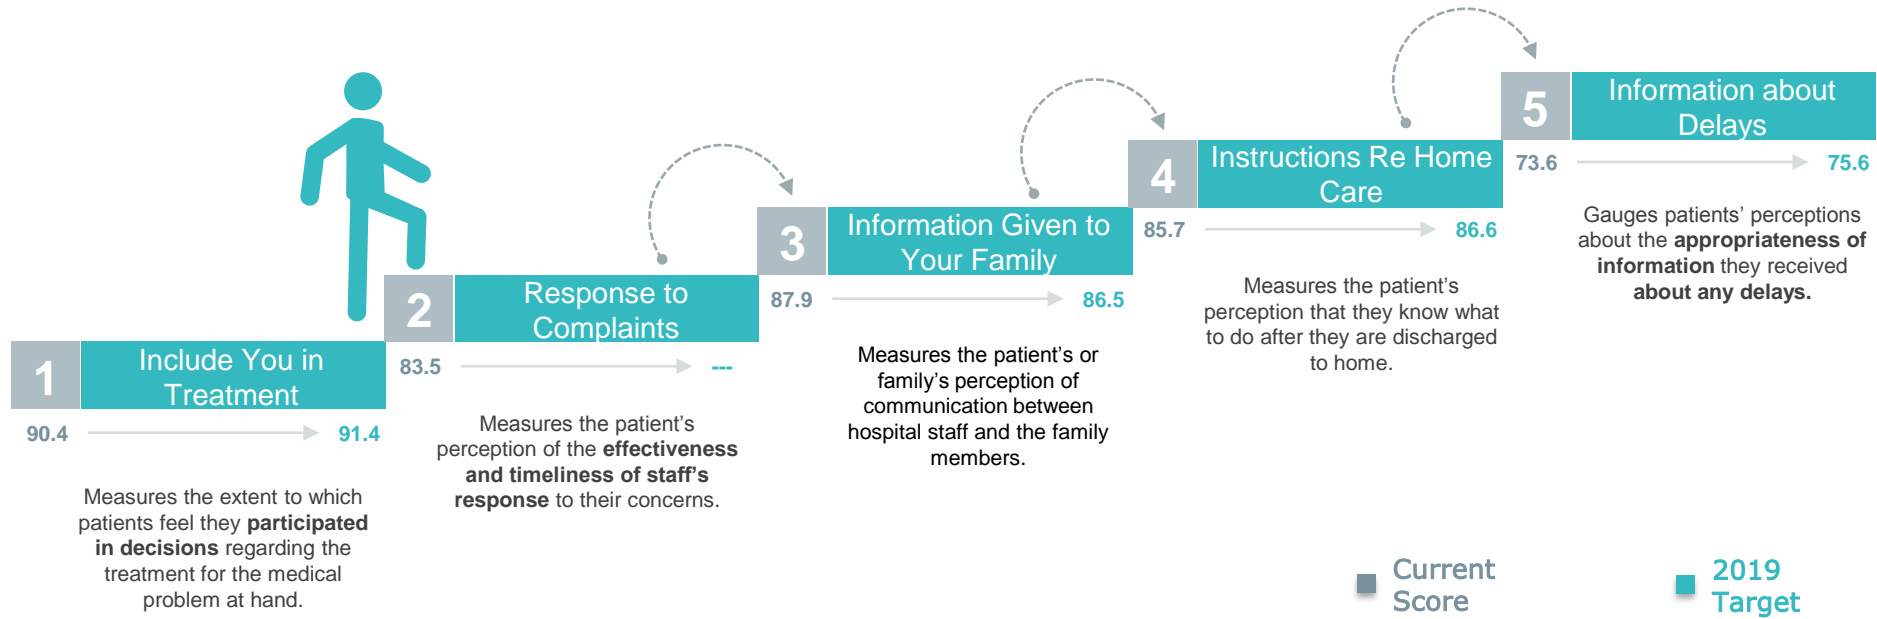 1
Include You in
Treatment
90.4
91.4
Measures the extent to which
patients feel they participated
in decisions regarding the
treatment for the medical
problem at hand.
2
Response to
Complaints
83.5
---
Measures the patient's
perception of the effectiveness
and timeliness of staff's
response to their concerns.
3
Information Given to
Your Family
87.9
86.5
Measures the patient's or
family's perception of
communication between
hospital staff and the family
members.
4
Instructions Re Home
Care
85.7
86.6
Measures the patient's
perception that they know what
to do after they are discharged
to home.
5
Information about
Delays
73.6
75.6
Gauges patients' perceptions
about the appropriateness of
information they received
about any delays.
Current
Score
2019
Target